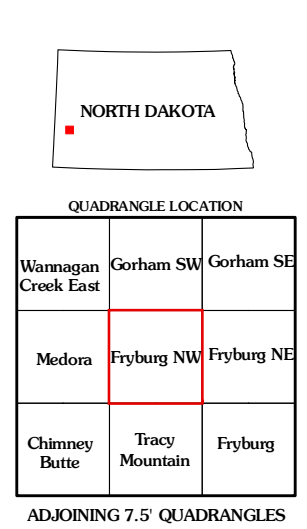 NORTH DAKOTA
QUADRANGLE LOCATION
Wannagan
Creek East
Gorham SW
Gorham SE
Medora
Fryburg NW
Fryburg NE
Chimney
Butte
Tracy
Mountain
Fryburg
ADJOINING 7.5' QUADRANGLES